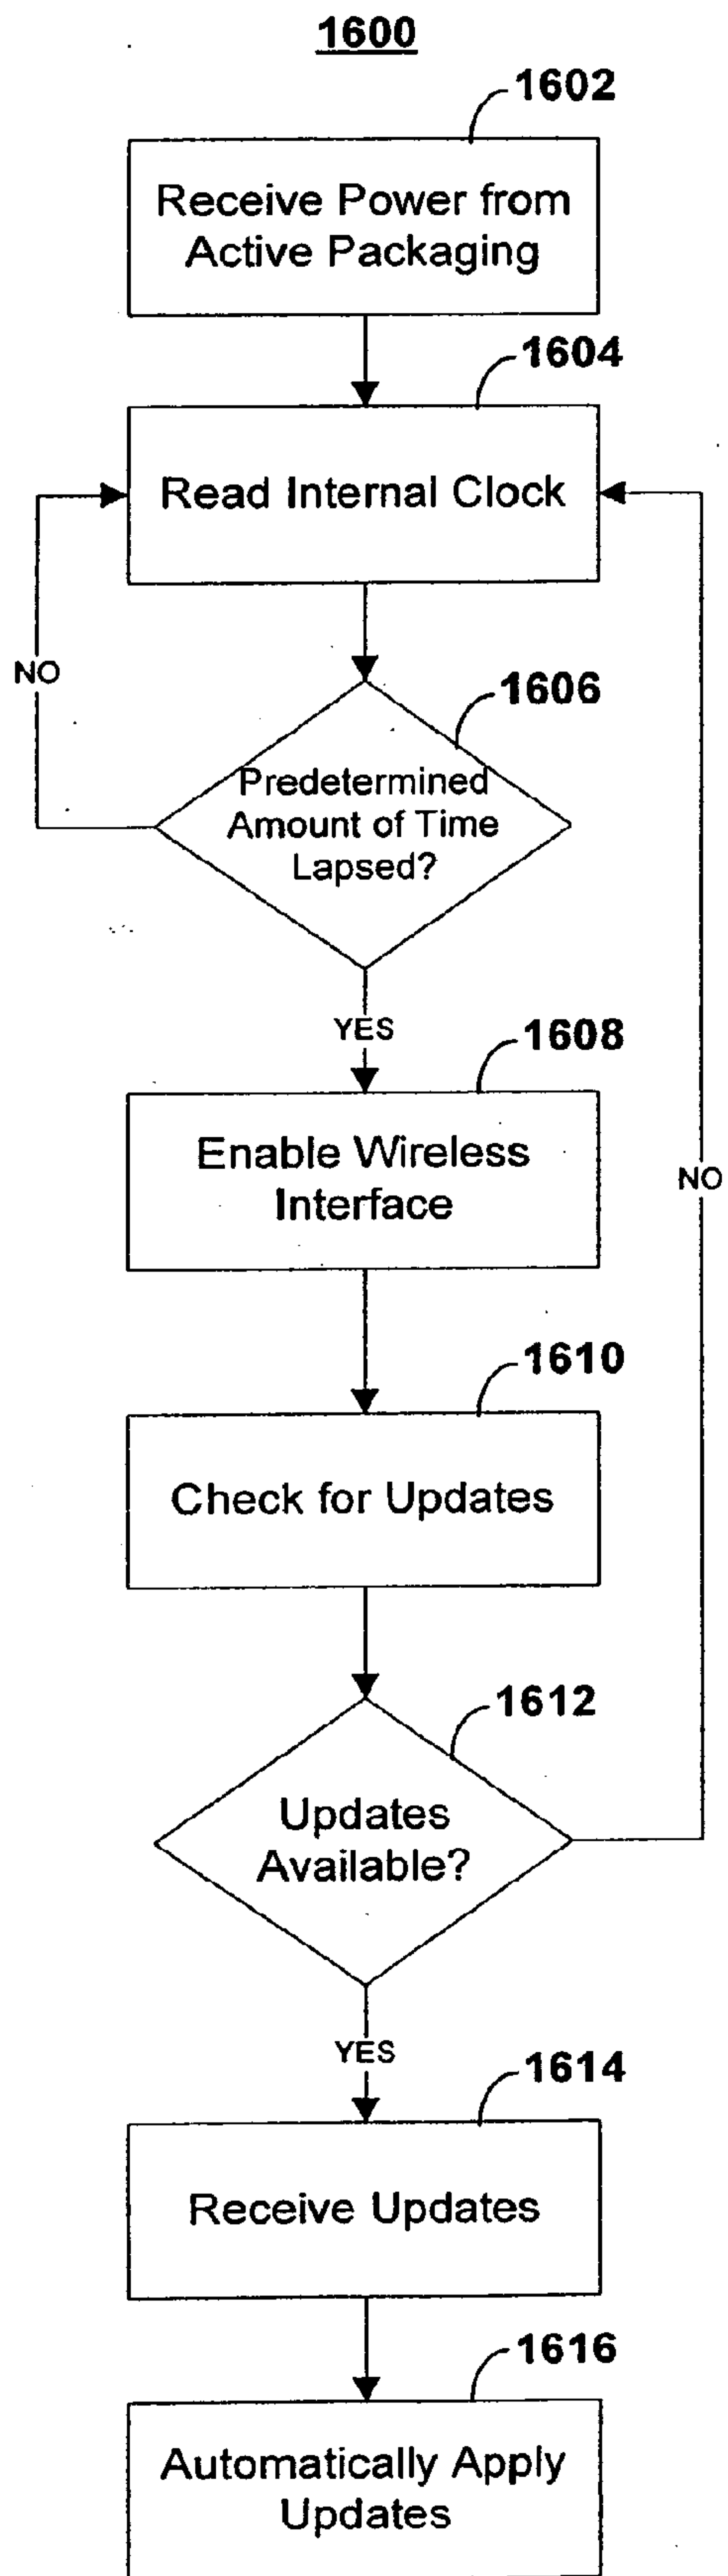 1600
1602
Receive Power from
Active Packaging
1604
Read Internal Clock
NO
1606
Predetermined
Amount of Time
Lapsed?
YES
1608
Enable Wireless
Interface
NO
1610
Check for Updates
1612
Updates
Available?
YES
1614
Receive Updates
1616
Automatically Apply
Updates